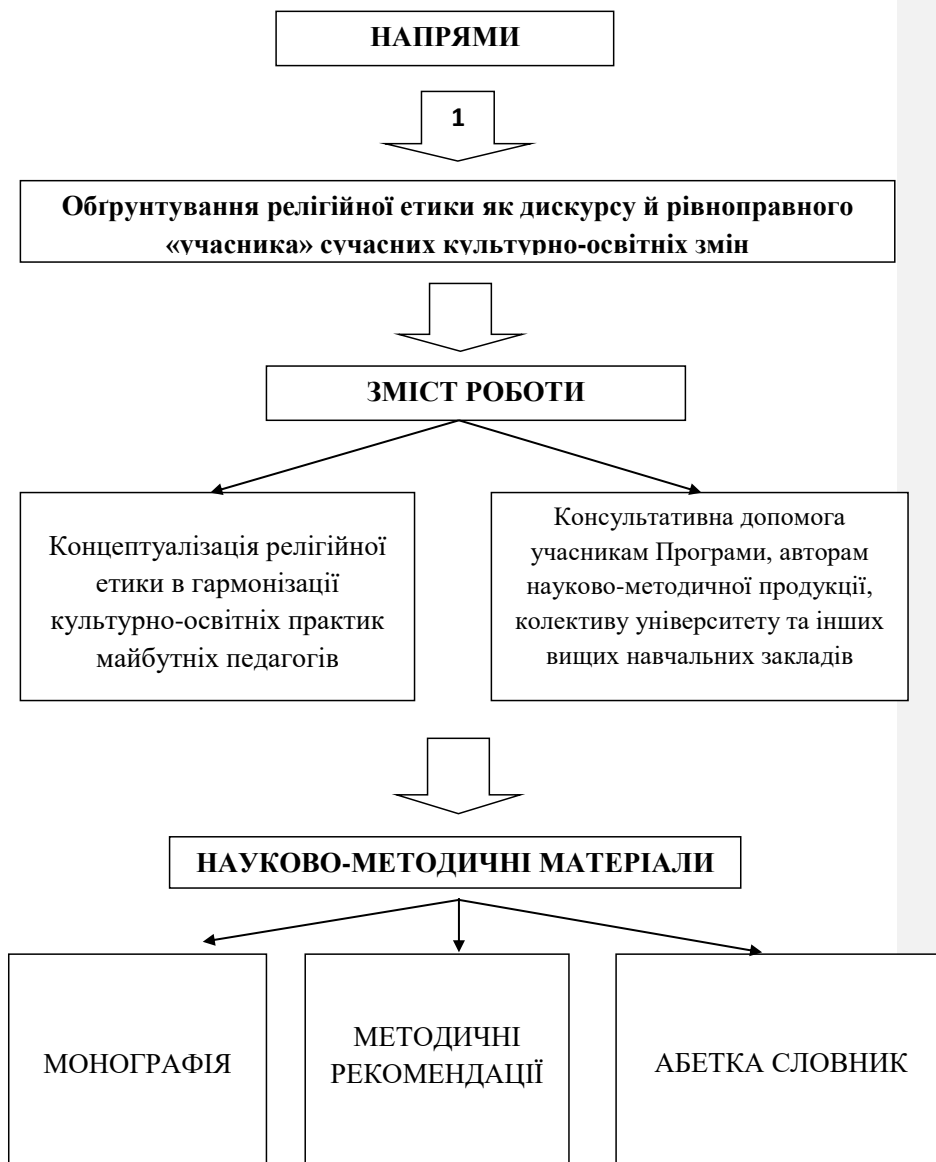 НАПРЯМИ
1
Обґрунтування релігійної етики як дискурсу й рівноправного
«учасника» сучасних культурно-освітніх змін
ЗМІСТ РОБОТИ
Концептуалізація релігійної
етики в гармонізації
культурно-освітніх практик
майбутніх педагогів
Консультативна допомога
учасникам Програми, авторам
науково-методичної продукції,
колективу університету та інших
вищих навчальних закладів
НАУКОВО-МЕТОДИЧНІ МАТЕРІАЛИ
МОНОГРАФІЯ
МЕТОДИЧНІ
РЕКОМЕНДАЦІЇ
АБЕТКА СЛОВНИК